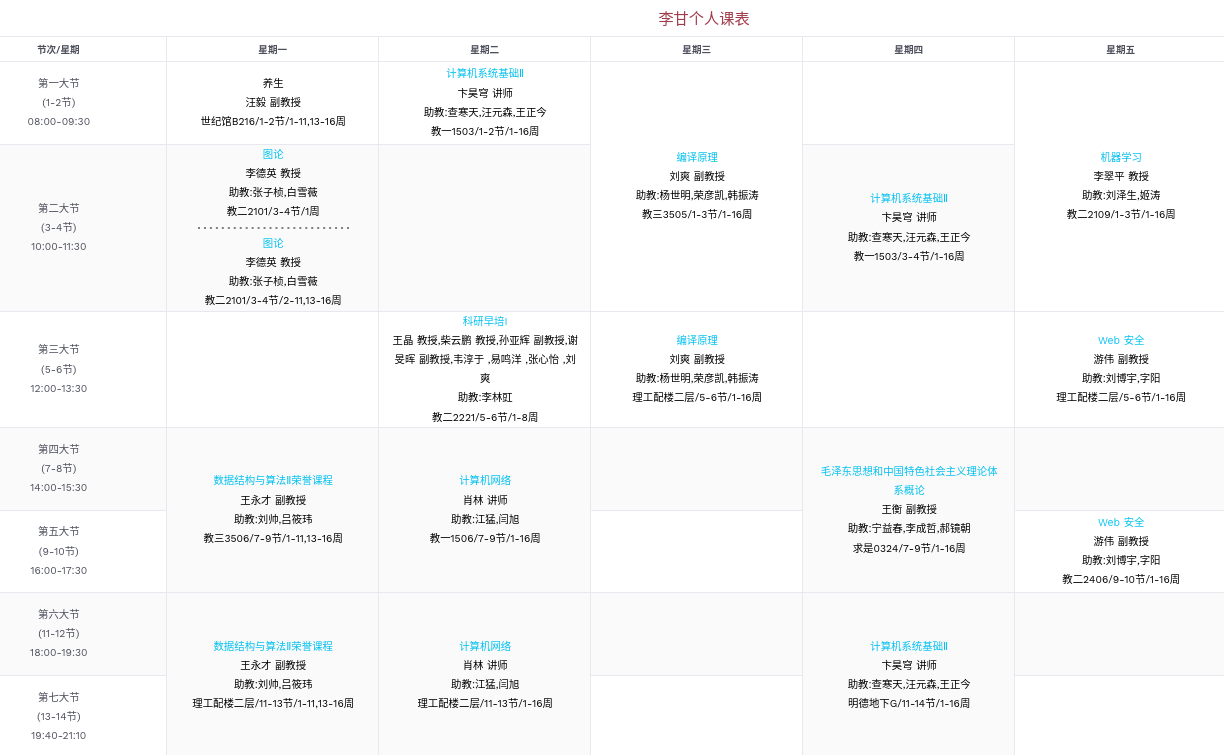 李甘个人课表
节次/星期
星期一
星期二
星期三
星期四
星期五
第一大节
(1-2节)
08:00-09:30
养生
汪毅 副教授
世纪馆B216/1-2节/1-11,13-16周
计算机系统基础Ⅱ
卞昊穹 讲师
助教:查寒天,汪元森,王正今
教一1503/1-2节/1-16周
编译原理
刘爽 副教授
助教:杨世明,荣彦凯,韩振涛
教三3505/1-3节/1-16周
机器学习
李翠平 教授
助教:刘泽生,姬涛
教二2109/1-3节/1-16周
第二大节
(3-4节)
10:00-11:30
图论
李德英 教授
助教:张子桢,白雪薇
教二2101/3-4节/1周
图论
李德英 教授
助教:张子桢,白雪薇
教二2101/3-4节/2-11,13-16周
计算机系统基础Ⅱ
卞昊穹 讲师
助教:查寒天,汪元森,王正今
教一1503/3-4节/1-16周
第三大节
(5-6节)
12:00-13:30
科研早培Ⅰ
王晶 教授,柴云鹏 教授,孙亚辉 副教授,谢
旻晖 副教授,韦淳于 ,易鸣洋 ,张心怡 ,刘
爽
助教:李林豇
教二2221/5-6节/1-8周
编译原理
刘爽 副教授
助教:杨世明,荣彦凯,韩振涛
理工配楼二层/5-6节/1-16周
Web 安全
游伟 副教授
助教:刘博宇,字阳
理工配楼二层/5-6节/1-16周
第四大节
(7-8节)
14:00-15:30
数据结构与算法Ⅱ荣誉课程
王永才 副教授
助教:刘帅,吕筱玮
教三3506/7-9节/1-11,13-16周
计算机网络
肖林 讲师
助教:江猛,闫旭
教一1506/7-9节/1-16周
毛泽东思想和中国特色社会主义理论体
系概论
王衡 副教授
助教:宁益春,李成哲,郝镜朝
求是0324/7-9节/1-16周
第五大节
(9-10节)
16:00-17:30
Web 安全
游伟 副教授
助教:刘博宇,字阳
教二2406/9-10节/1-16周
第六大节
(11-12节)
18:00-19:30
数据结构与算法Ⅱ荣誉课程
王永才 副教授
助教:刘帅,吕筱玮
理工配楼二层/11-13节/1-11,13-16周
计算机网络
肖林 讲师
助教:江猛,闫旭
理工配楼二层/11-13节/1-16周
计算机系统基础Ⅱ
卞昊穹 讲师
助教:查寒天,汪元森,王正今
明德地下G/11-14节/1-16周
第七大节
(13-14节)
19:40-21:10